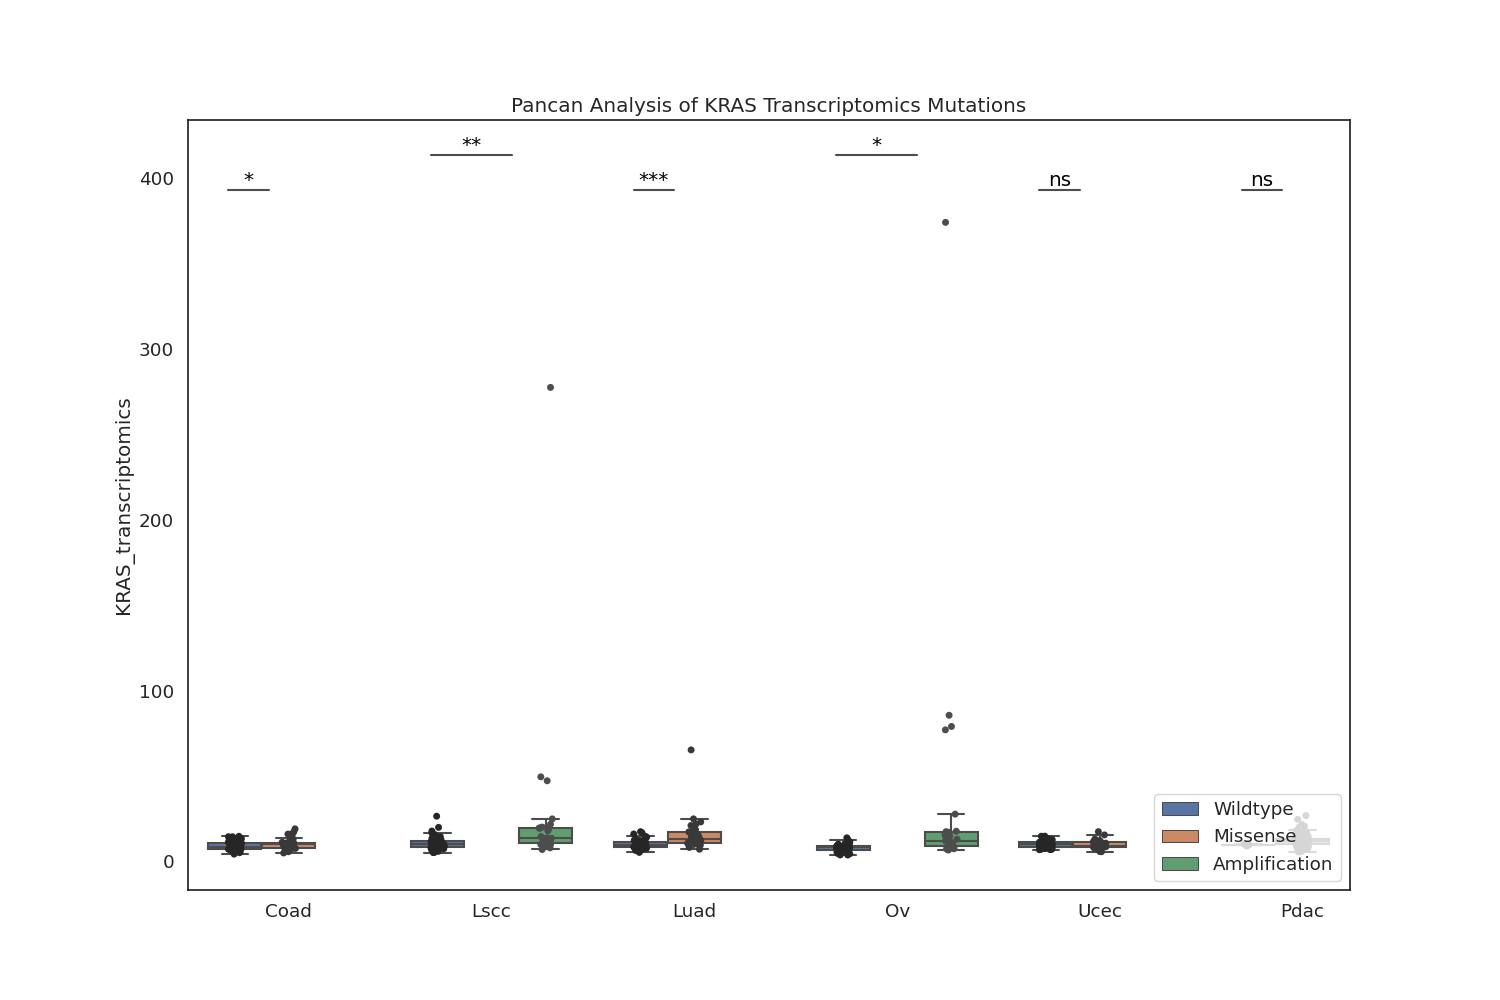 Pancan Analysis of KRAS Transcriptomics Mutations
** *
* *** ns ns
400
300
200
100
0
KRAS_transcriptomics
Wildtype
Missense
Amplification
Coad Lscc Luad Ov Ucec Pdac